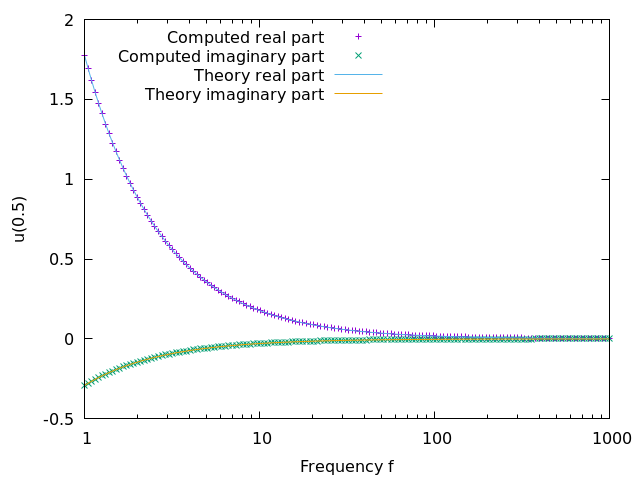 2
Computed real part
Computed imaginary part
Theory real part
Theory imaginary part
1.5
1
u(0.5)
0.5
0
-0.5
1 10 100 1000
Frequency f